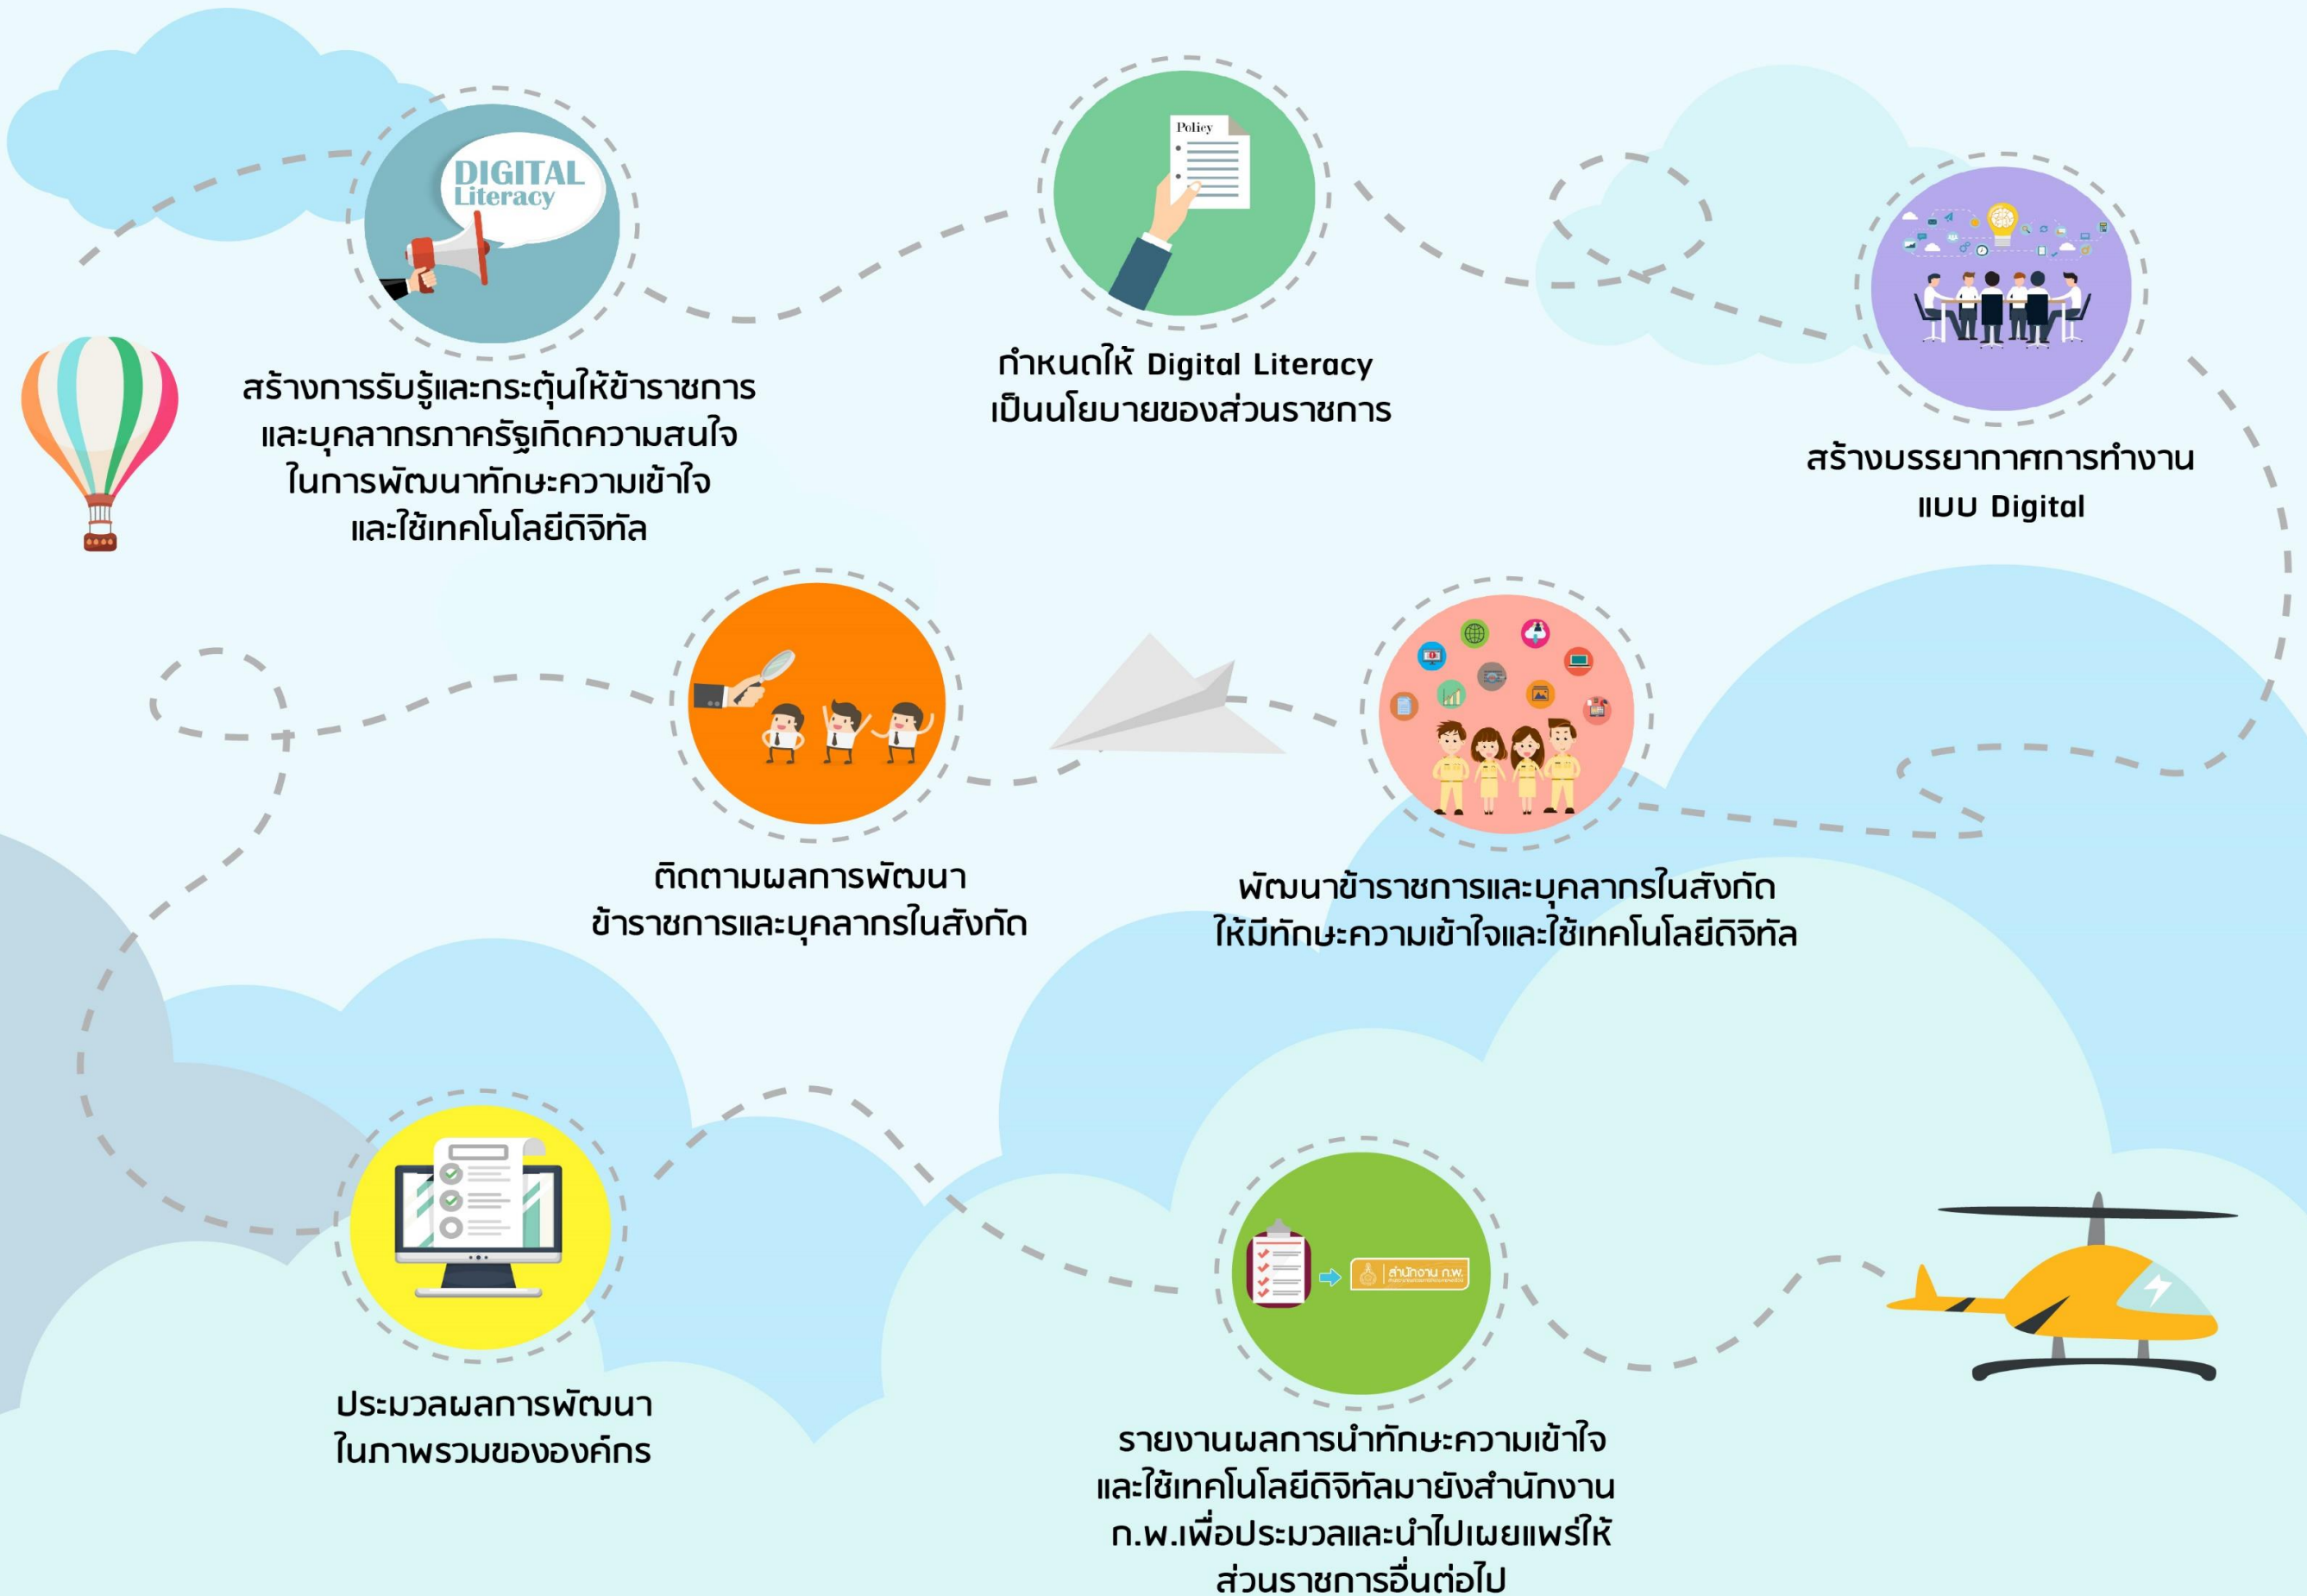 DIGITAL
Literacy
สร้างการรับรู้และกระตุ้นให้ข้าราชการ
และบุคลากรภาครัฐเกิดความสนใจ
ในการพัฒนาทักษะความเข้าใจ
และใช้เทคโนโลยีดิจิทัล
Policy
กำหนดให้ Digital Literacy
เป็นนโยบายของส่วนราชการ
สร้างบรรยากาศการทำงาน
แบบ Digital
พัฒนาข้าราชการและบุคลากรในสังกัด
ให้มีทักษะความเข้าใจและใช้เทคโนโลยีดิจิทัล
ติดตามผลการพัฒนา
ข้าราชการและบุคลากรในสังกัด
ประมวลผลการพัฒนา
ในภาพรวมขององค์กร
สำนักงาน ก.พ.
รายงานผลการนำทักษะความเข้าใจ
และใช้เทคโนโลยีดิจิทัลมายังสำนักงาน
ก.พ.เพื่อประมวลและนำไปเผยแพร่ให้
ส่วนราชการอื่นต่อไป